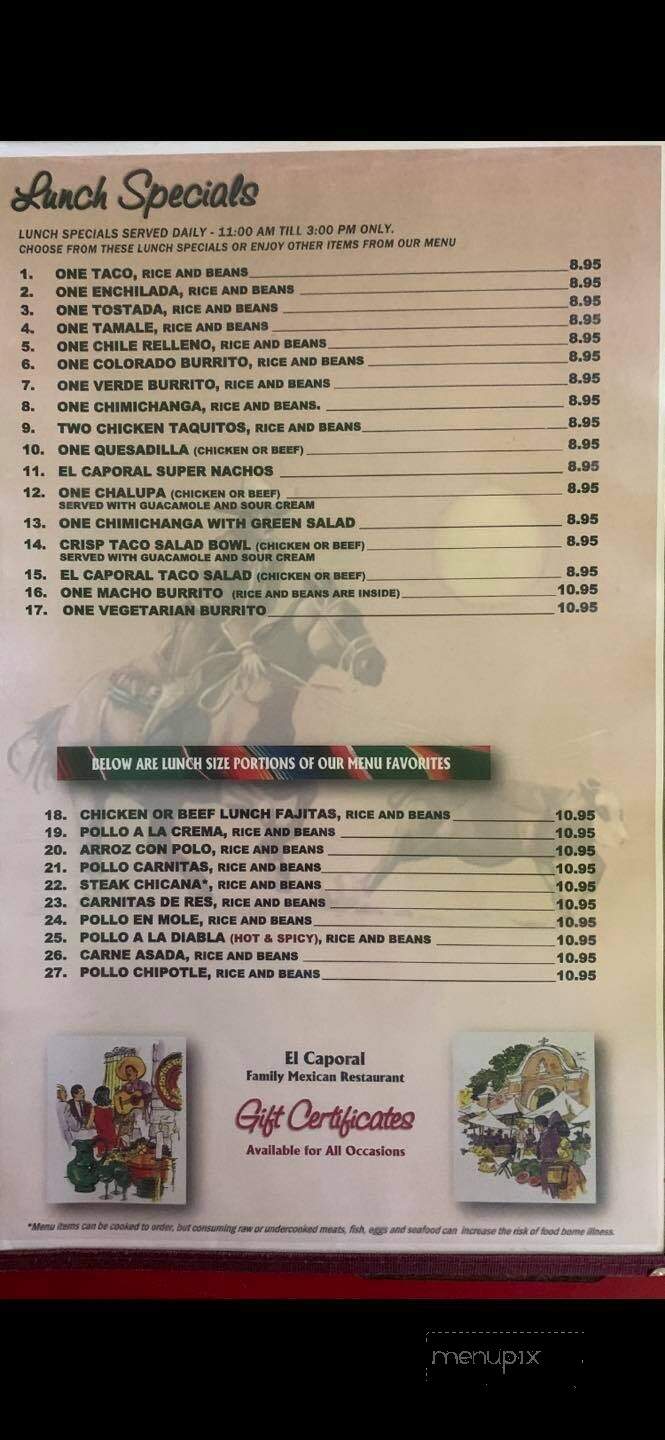 Lunch Specials
LUNCH SPECIALS SERVED DAILY - 11:00 AM TILL 3:00 PM ONLY.
CHOOSE FROM THESE LUNCH SPECIALS OR ENJOY OTHER ITEMS FROM OUR MENU
1. ONE TACO, RICE AND BEANS 8.95
2. ONE ENCHILADA, RICE AND BEANS 8.95
3. ONE TOSTADA, RICE AND BEANS 8.95
4. ONE TAMALE, RICE AND BEANS 8.95
5. ONE CHILE RELLENO, RICE AND BEANS 8.95
6. ONE COLORADO BURRITO, RICE AND BEANS 8.95
7. ONE VERDE BURRITO, RICE AND BEANS 8.95
8. ONE CHIMICHANGA, RICE AND BEANS. 8.95
9. TWO CHICKEN TAQUITOS, RICE AND BEANS 8.95
10. ONE QUESADILLA (CHICKEN OR BEEF) 8.95
11. EL CAPORAL SUPER NACHOS 8.95
12. ONE CHALUPA (CHICKEN OR BEEF) 8.95
SERVED WITH GUACAMOLE AND SOUR CREAM
13. ONE CHIMICHANGA WITH GREEN SALAD 8.95
14. CRISP TACO SALAD BOWL (CHICKEN OR BEEF) 8.95
SERVED WITH GUACAMOLE AND SOUR CREAM
15. EL CAPORAL TACO SALAD (CHICKEN OR BEEF) 8.95
16. ONE MACHO BURRITO (RICE AND BEANS ARE INSIDE) 10.95
17. ONE VEGETARIAN BURRITO 10.95
BELOW ARE LUNCH SIZE PORTIONS OF OUR MENU FAVORITES
18. CHICKEN OR BEEF LUNCH FAJITAS, RICE AND BEANS 10.95
19. POLLO A LA CREMA, RICE AND BEANS 10.95
20. ARROZ CON POLO, RICE AND BEANS 10.95
21. POLLO CARNITAS, RICE AND BEANS 10.95
22. STEAK CHICANA*, RICE AND BEANS 10.95
23. CARNITAS DE RES, RICE AND BEANS 10.95
24. POLLO EN MOLE, RICE AND BEANS 10.95
25. POLLO A LA DIABLA (HOT & SPICY), RICE AND BEANS 10.95
26. CARNE ASADA, RICE AND BEANS 10.95
27. POLLO CHIPOTLE, RICE AND BEANS 10.95
El Caporal
Family Mexican Restaurant
Gift Certificates
Available for All Occasions
*Menu items can be cooked to order, but consuming raw or undercooked meats, fish, eggs and seafood can increase the risk of food borne illness.
menupix